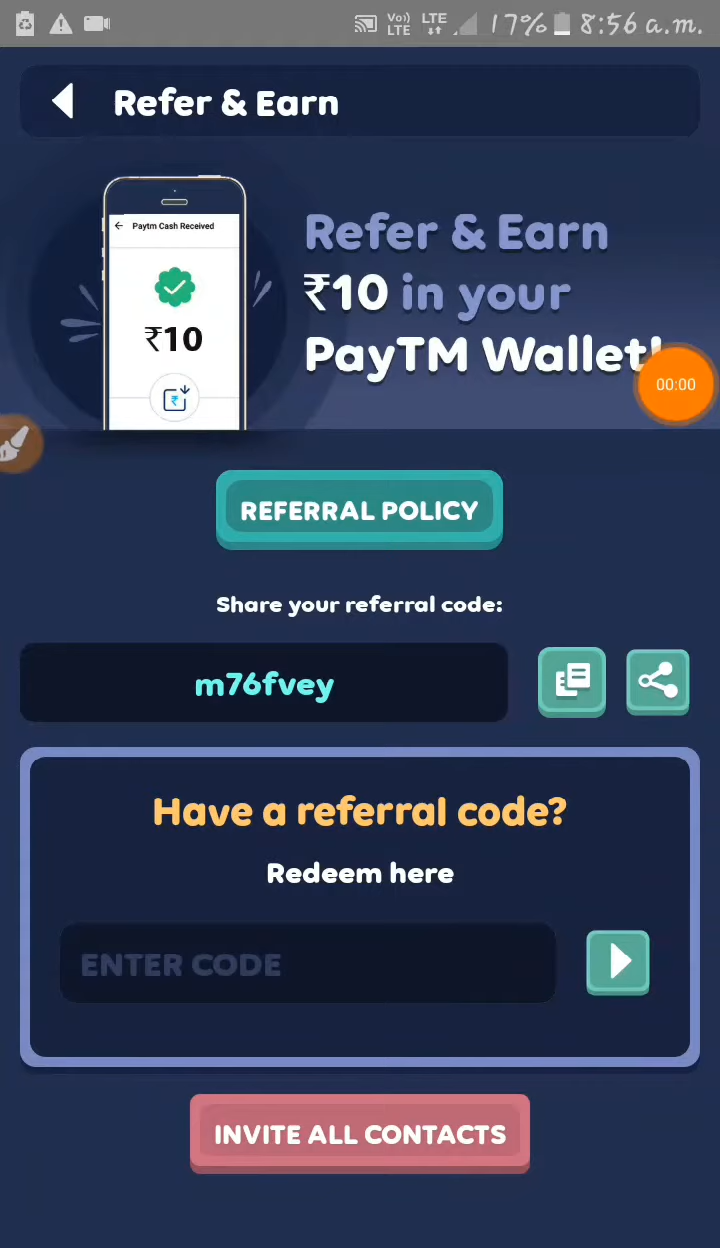 Vo)) LTE LTE 17% 8:56 a.m.
Refer & Earn
Paytm Cash Received
₹10
₹
Refer & Earn
₹10 in your
PayTM Wallet!
00:00
REFERRAL POLICY
Share your referral code:
m76fvey
Have a referral code?
Redeem here
ENTER CODE
INVITE ALL CONTACTS